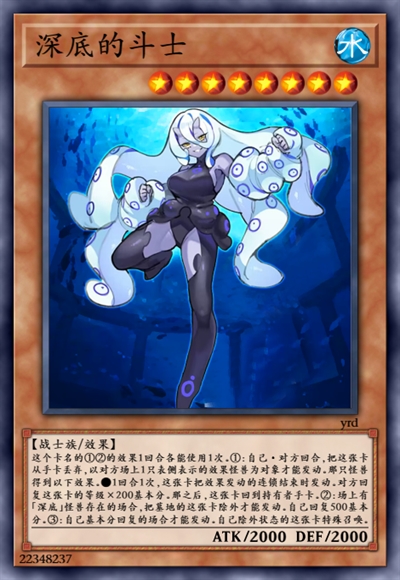 深底的斗士
水
yrd
【战士族/效果】
这个卡名的①②的效果1回合各能使用1次。①:自己・对方回合,把这张卡
从手卡丢弃,以对方场上1只表侧表示的效果怪兽为对象才能发动。那只怪兽
得到以下效果。●1回合1次,这张卡把效果发动的连锁结束时发动。对方回
复这张卡的等级×200基本分。那之后,这张卡回到持有者手卡。②:场上有
「深底」怪兽存在的场合,把墓地的这张卡除外才能发动。自己回复500基本
分。③:自己基本分回复的场合才能发动。自己除外状态的这张卡特殊召唤。
ATK/2000 DEF/2000
22348237